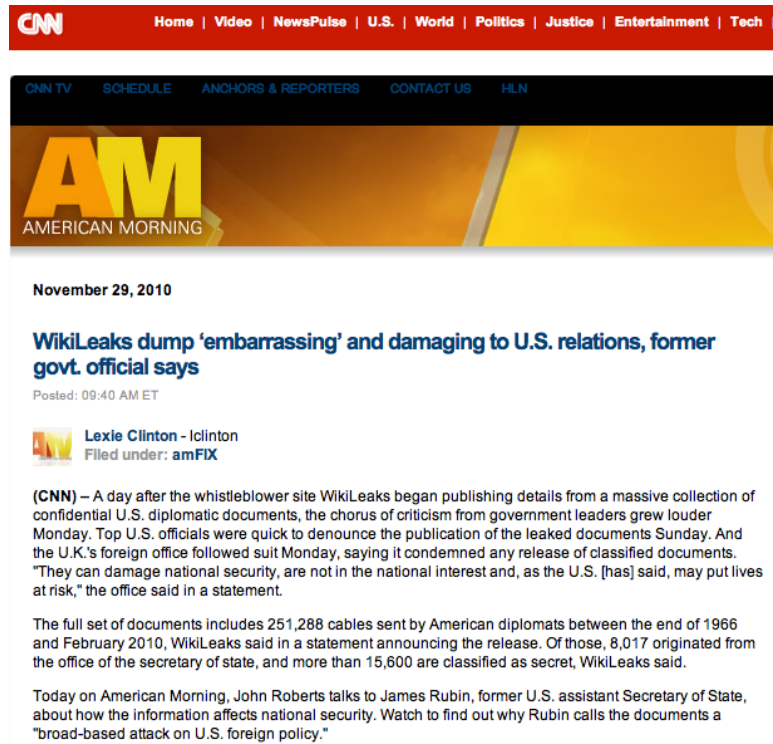 CNN Home | Video | NewsPulse | U.S. | World | Politics | Justice | Entertainment | Tech |
CNN TV SCHEDULE ANCHORS & REPORTERS CONTACT US HLN
AM
AMERICAN MORNING
November 29, 2010
WikiLeaks dump ‘embarrassing’ and damaging to U.S. relations, former
govt. official says
Posted: 09:40 AM ET
AM
Lexie Clinton - lclinton
Filed under: amFIX
(CNN) – A day after the whistleblower site WikiLeaks began publishing details from a massive collection of
confidential U.S. diplomatic documents, the chorus of criticism from government leaders grew louder
Monday. Top U.S. officials were quick to denounce the publication of the leaked documents Sunday. And
the U.K.'s foreign office followed suit Monday, saying it condemned any release of classified documents.
"They can damage national security, are not in the national interest and, as the U.S. [has] said, may put lives
at risk," the office said in a statement.
The full set of documents includes 251,288 cables sent by American diplomats between the end of 1966
and February 2010, WikiLeaks said in a statement announcing the release. Of those, 8,017 originated from
the office of the secretary of state, and more than 15,600 are classified as secret, WikiLeaks said.
Today on American Morning, John Roberts talks to James Rubin, former U.S. assistant Secretary of State,
about how the information affects national security. Watch to find out why Rubin calls the documents a
"broad-based attack on U.S. foreign policy."